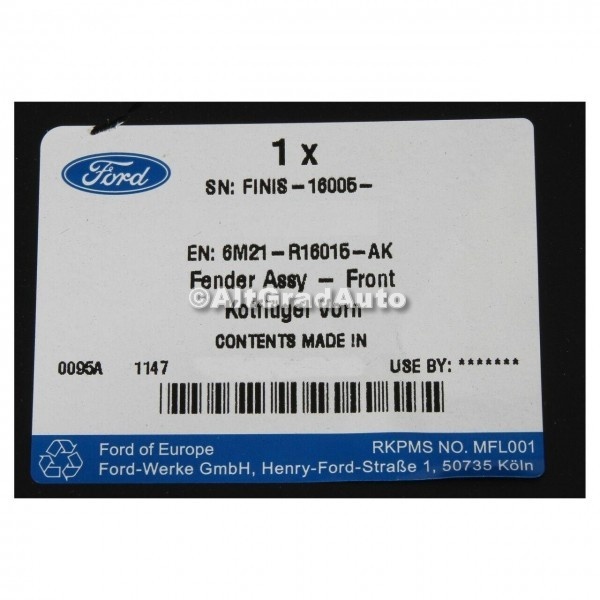 1 x
Ford
SN: FINIS-16005-
EN: 6M21-R16015-AK
Fender Assy - Front
©AltGradAuto
Kotflügel vorn
CONTENTS MADE IN
0095A 1147 USE BY: *******
Ford of Europe RKPMS NO. MFL001
Ford-Werke GmbH, Henry-Ford-Straße 1, 50735 Köln